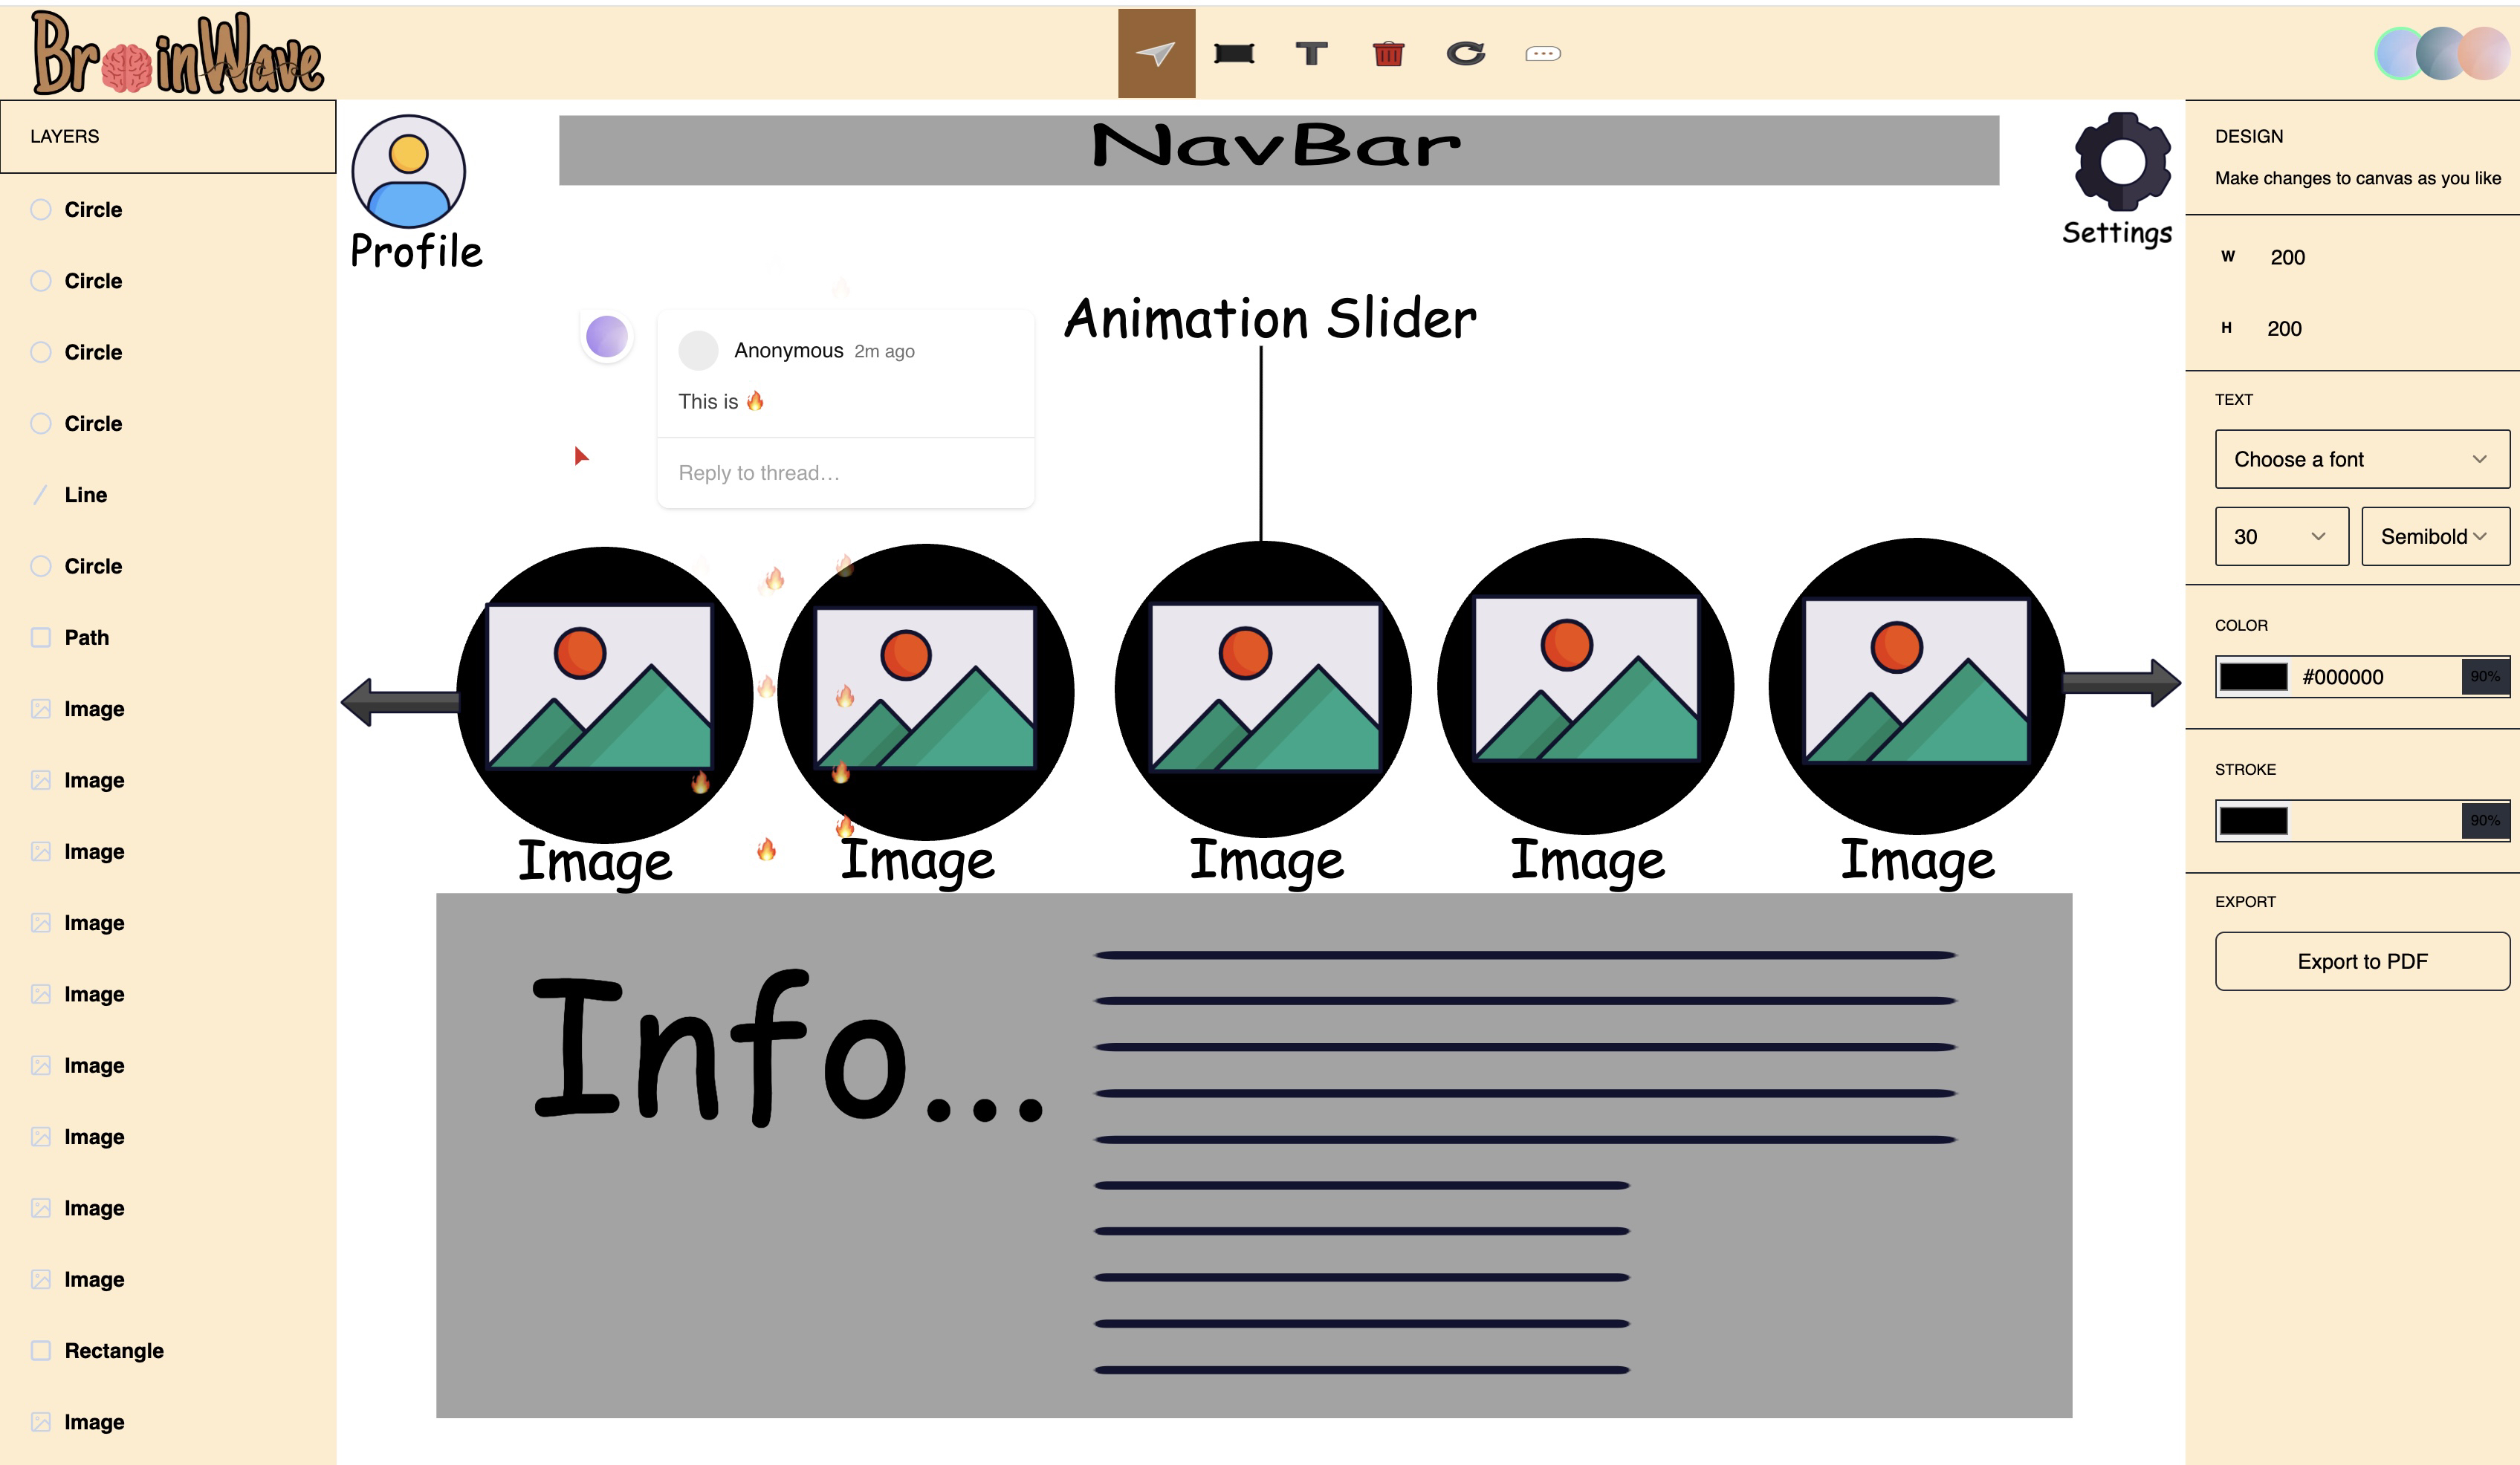 BrainWave
LAYERS
Circle
Circle
Circle
Circle
Line
Circle
Path
Image
Image
Image
Image
Image
Image
Image
Image
Image
Rectangle
Image
NavBar
Profile
Settings
Animation Slider
Anonymous 2m ago
This is 🔥
Reply to thread…
Image
Image
Image
Image
Image
Info...
DESIGN
Make changes to canvas as you like
W 200
H 200
TEXT
Choose a font
30
Semibold
COLOR
#000000
90%
STROKE
90%
EXPORT
Export to PDF